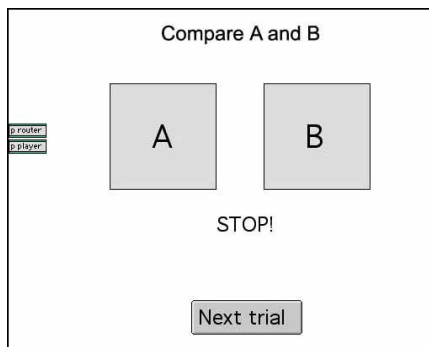 Compare A and B
p router
p player
A
B
STOP!
Next trial